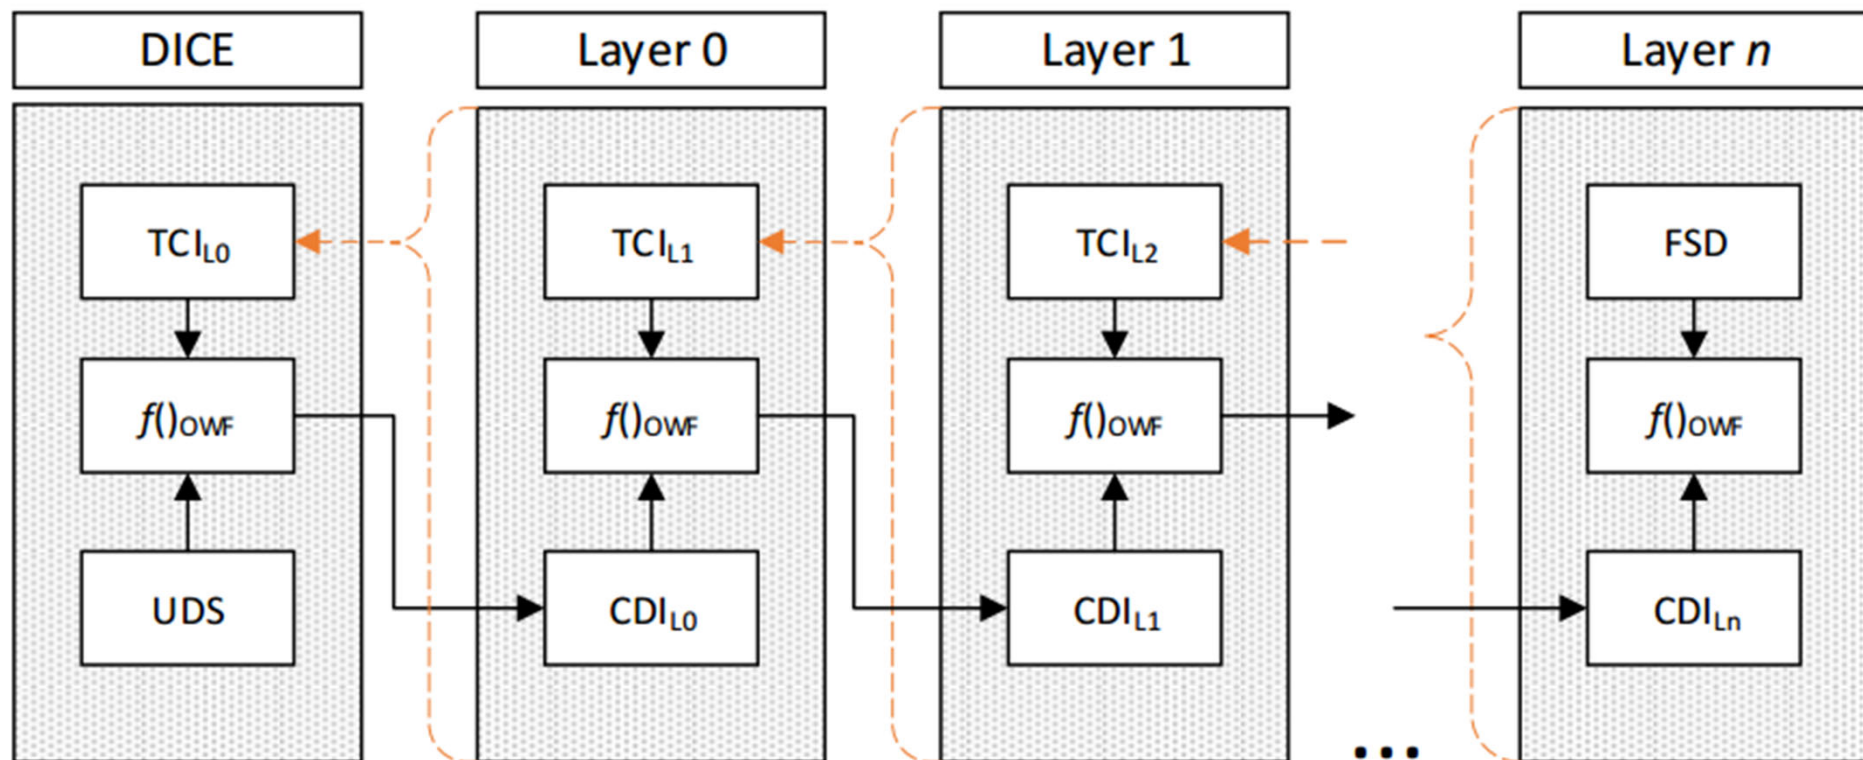 DICE Layer 0 Layer 1 Layer n
TCIL0 TCIL1 TCIL2 FSD
f()OWF f()OWF f()OWF f()OWF
UDS CDIL0 CDIL1 CDILn
...